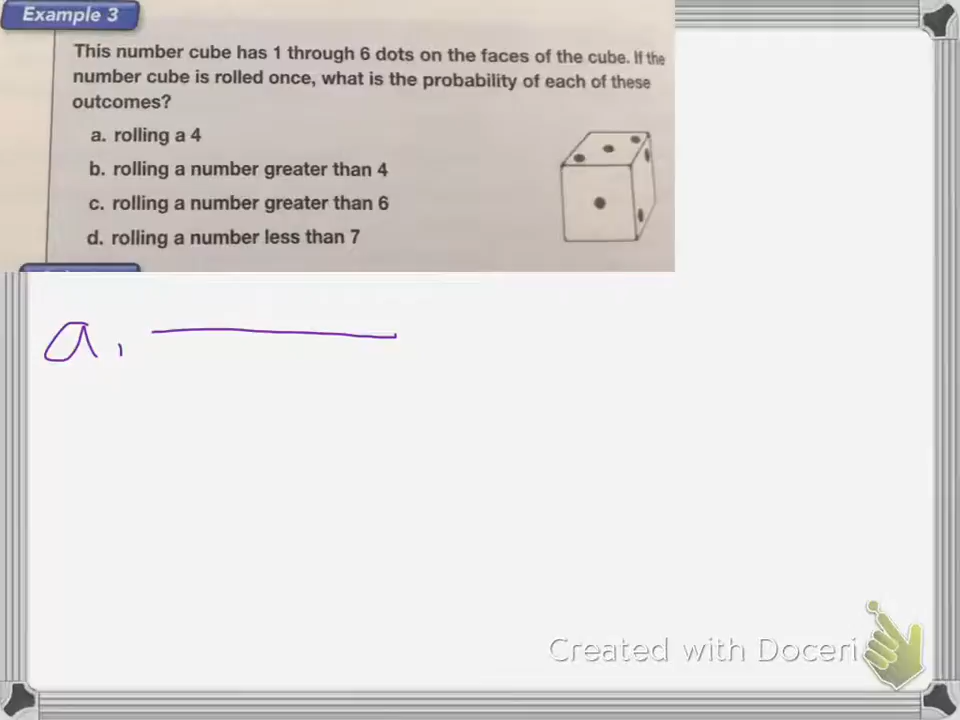 Example 3
This number cube has 1 through 6 dots on the faces of the cube. If the
number cube is rolled once, what is the probability of each of these
outcomes?
a. rolling a 4
b. rolling a number greater than 4
c. rolling a number greater than 6
d. rolling a number less than 7
a.
Created with Doceri